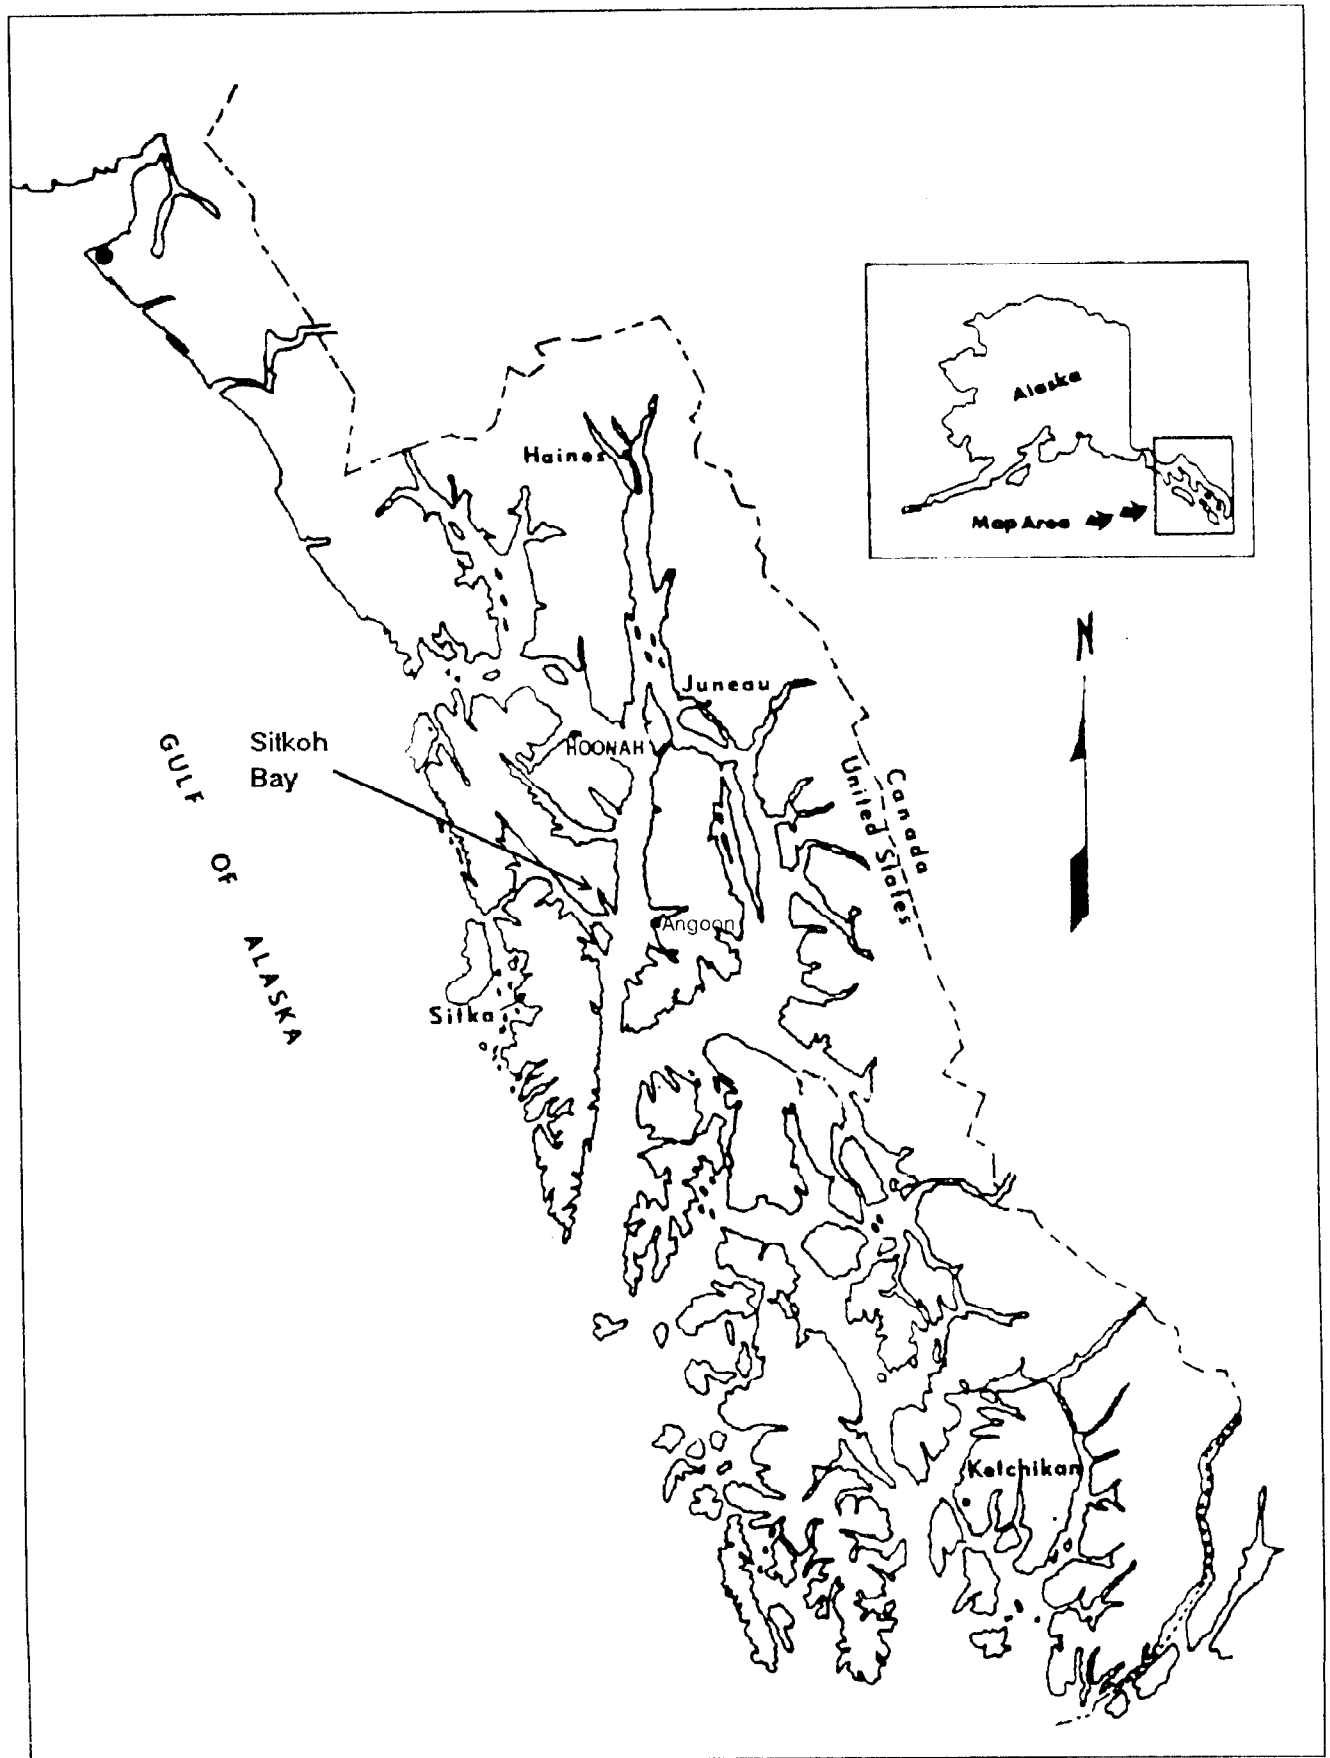 Alaska
Map Area
Haines
N
Juneau
HOONAH
Sitkoh
Bay
GULF OF ALASKA
Canada
United States
Angoon
Sitka
Ketchikan